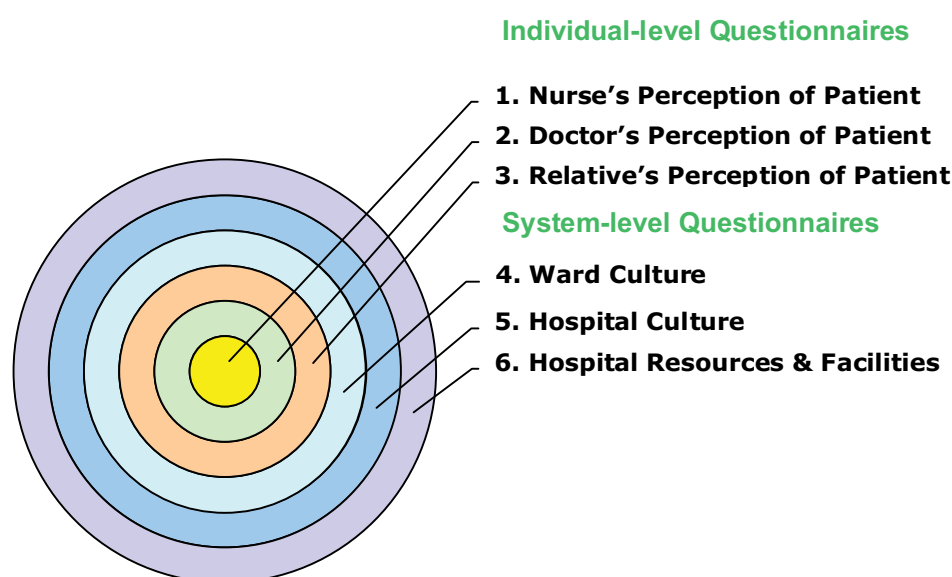 Individual-level Questionnaires
1. Nurse’s Perception of Patient
2. Doctor’s Perception of Patient
3. Relative’s Perception of Patient
System-level Questionnaires
4. Ward Culture
5. Hospital Culture
6. Hospital Resources & Facilities